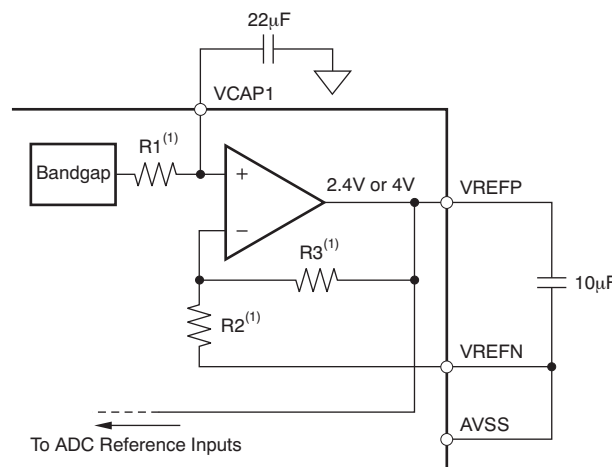 22μF
VCAP1
R1(1)
Bandgap
+
2.4V or 4V
VREFP
−
R3(1)
10μF
R2(1)
VREFN
AVSS
To ADC Reference Inputs